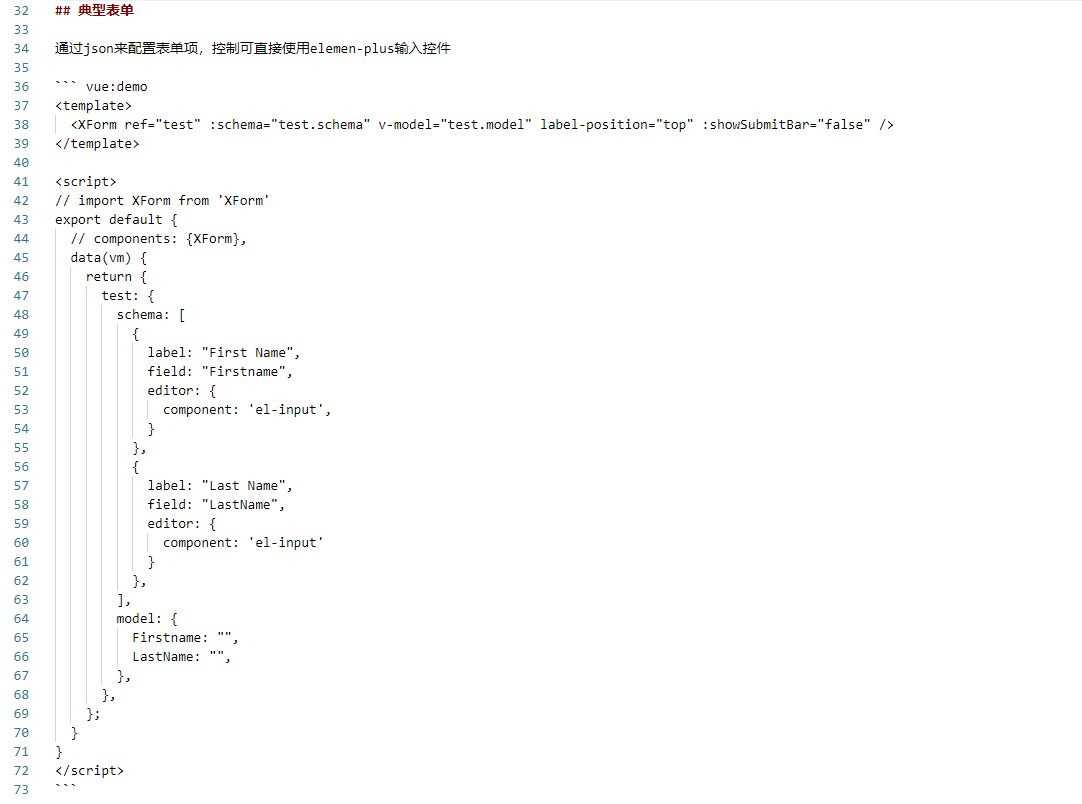 32 ## 典型表单
33
34 通过json来配置表单项，控制可直接使用elemen-plus输入控件
35
36 ``` vue:demo
37 <template>
38   <XForm ref="test" :schema="test.schema" v-model="test.model" label-position="top" :showSubmitBar="false" />
39 </template>
40
41 <script>
42 // import XForm from 'XForm'
43 export default {
44   // components: {XForm},
45   data(vm) {
46     return {
47       test: {
48         schema: [
49           {
50             label: "First Name",
51             field: "Firstname",
52             editor: {
53               component: 'el-input',
54             }
55           },
56           {
57             label: "Last Name",
58             field: "LastName",
59             editor: {
60               component: 'el-input'
61             }
62           },
63         ],
64         model: {
65           Firstname: "",
66           LastName: "",
67         },
68       },
69     };
70   }
71 }
72 </script>
73 ```